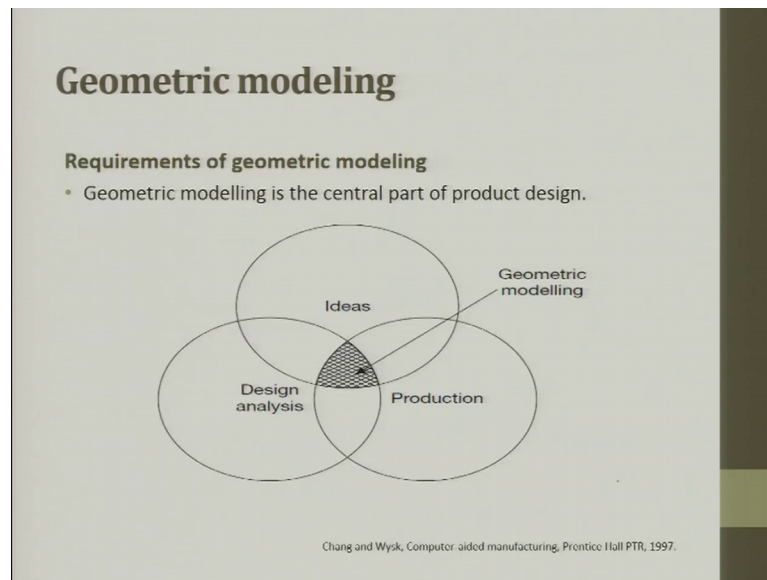 Geometric modeling
Requirements of geometric modeling
• Geometric modelling is the central part of product design.
Geometric
modelling
Ideas
Design
analysis
Production
Chang and Wysk, Computer aided manufacturing, Prentice Hall PTR, 1997.